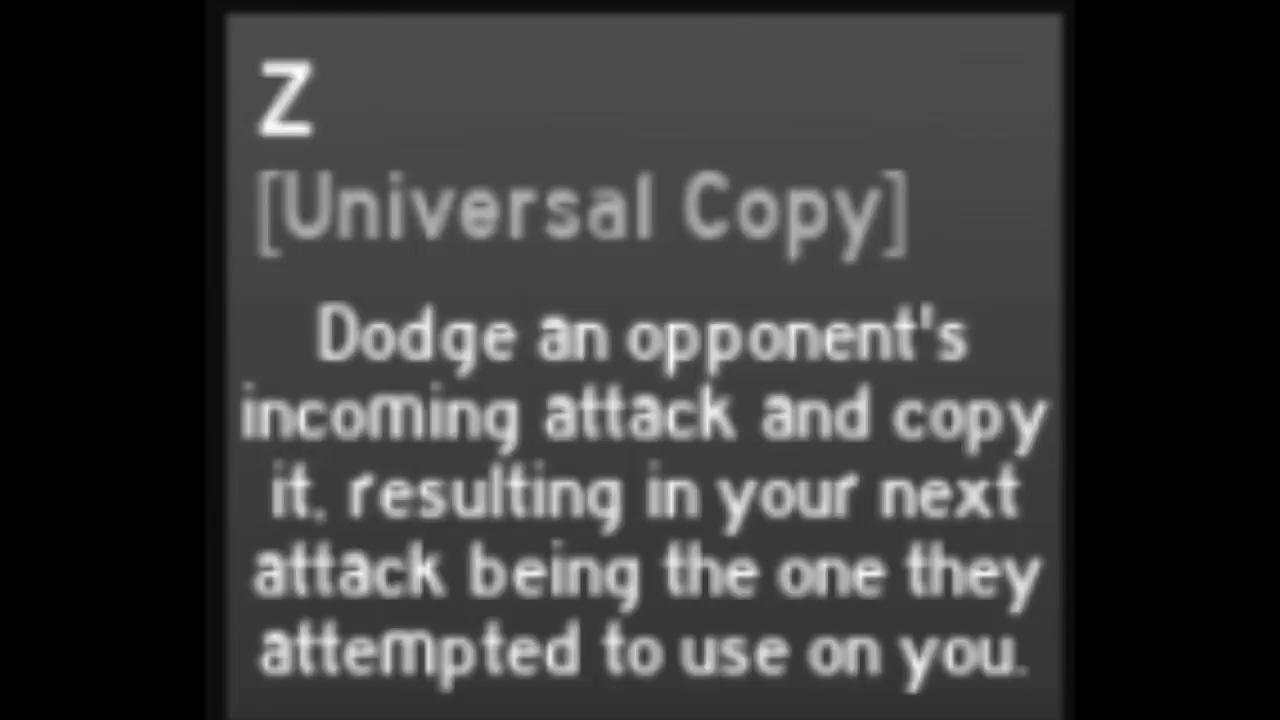 Z
[Universal Copy]
Dodge an opponent's
incoming attack and copy
it, resulting in your next
attack being the one they
attempted to use on you.